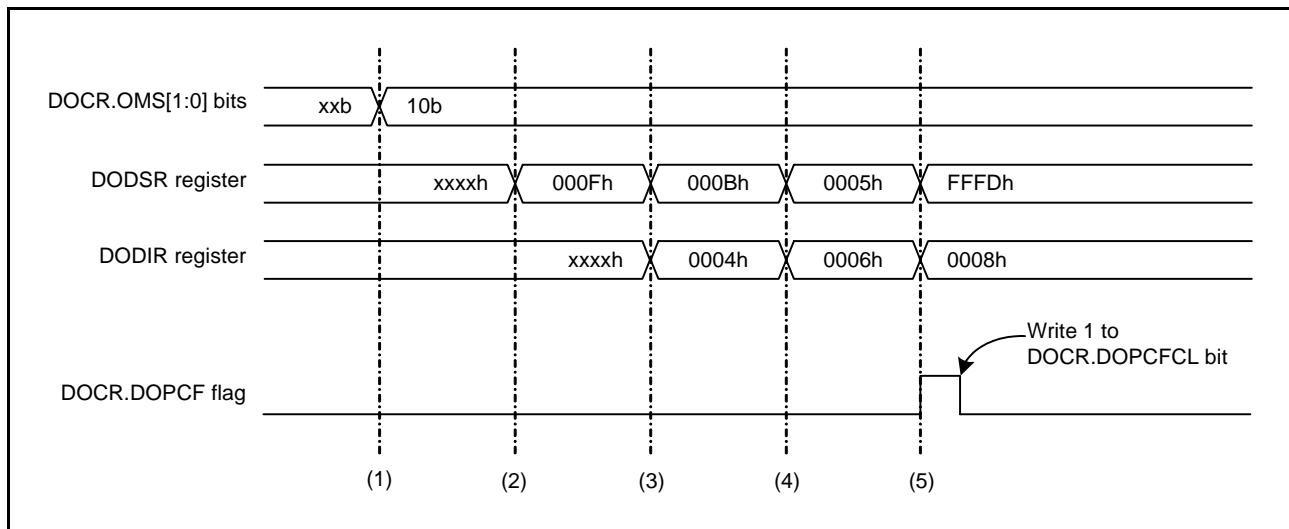 DOCR.OMS[1:0] bits xxb 10b
DODSR register xxxxh 000Fh 000Bh 0005h FFFDh
DODIR register xxxxh 0004h 0006h 0008h
Write 1 to
DOCR.DOPCFCL bit
DOCR.DOPCF flag
(1) (2) (3) (4) (5)